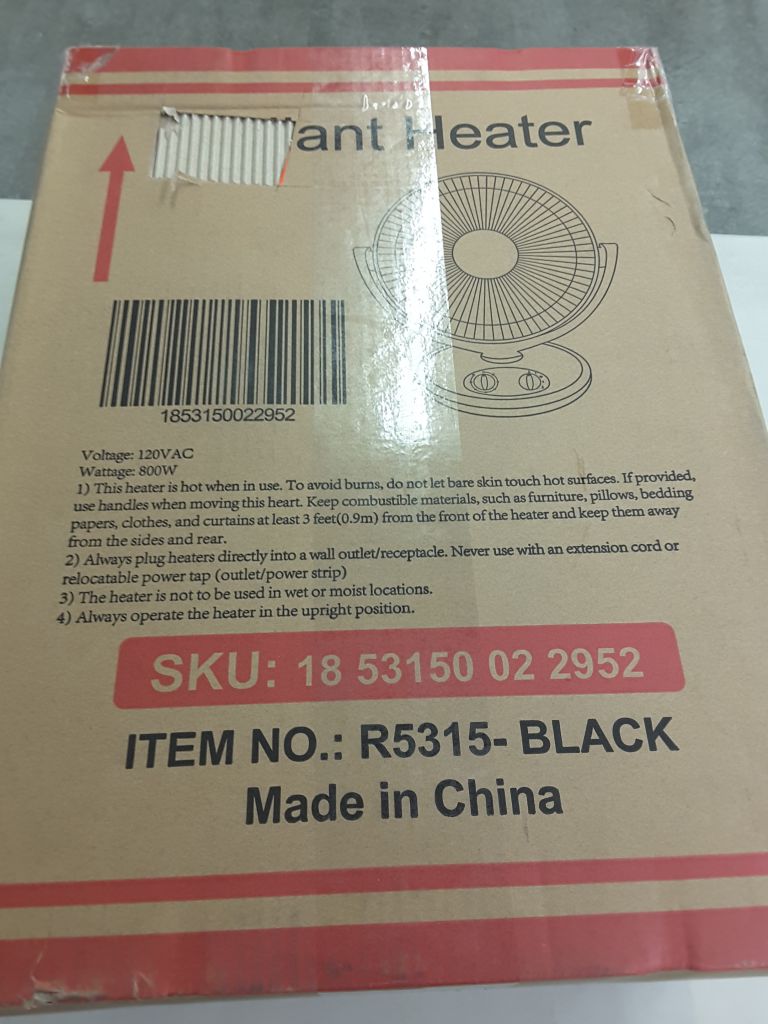 ant Heater
1853150022952
Voltage: 120VAC
Wattage: 800W
1) This heater is hot when in use. To avoid burns, do not let bare skin touch hot surfaces. If provided,
use handles when moving this heart. Keep combustible materials, such as furniture, pillows, bedding
papers, clothes, and curtains at least 3 feet(0.9m) from the front of the heater and keep them away
from the sides and rear.
2) Always plug heaters directly into a wall outlet/receptacle. Never use with an extension cord or
relocatable power tap (outlet/power strip)
3) The heater is not to be used in wet or moist locations.
4) Always operate the heater in the upright position.
SKU: 18 53150 02 2952
ITEM NO.: R5315- BLACK
Made in China